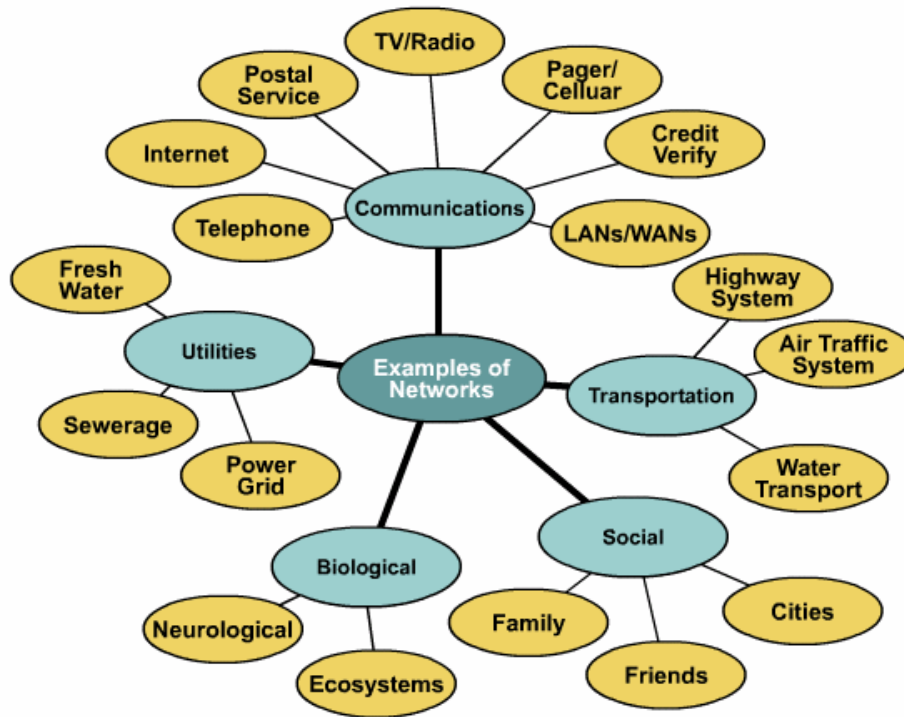 TV/Radio
Postal
Service
Pager/
Celluar
Internet
Credit
Verify
Communications
Telephone
LANs/WANs
Fresh
Water
Highway
System
Utilities
Examples of
Networks
Air Traffic
System
Transportation
Sewerage
Power
Grid
Water
Transport
Biological
Social
Neurological
Family
Cities
Ecosystems
Friends